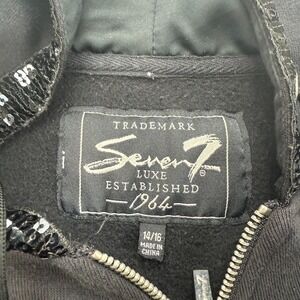 TRADEMARK
Seven7®
LUXE
ESTABLISHED
-1964-
14/16
MADE IN
CHINA